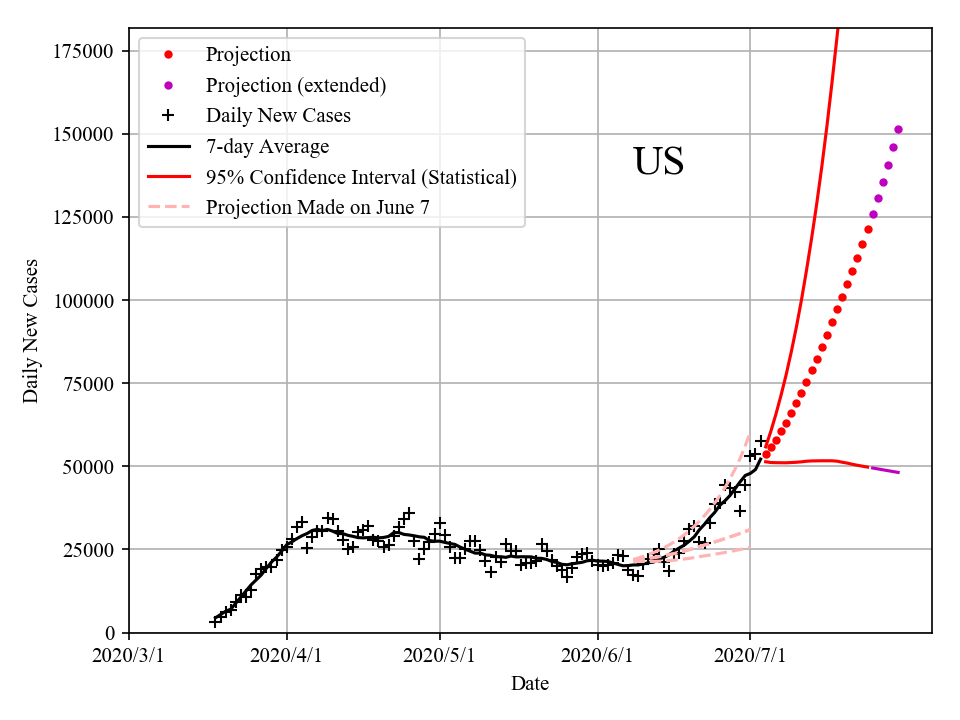 175000
150000
125000
100000
75000
50000
25000
0
Daily New Cases
Projection
Projection (extended)
Daily New Cases
7-day Average
95% Confidence Interval (Statistical)
Projection Made on June 7
US
2020/3/1 2020/4/1 2020/5/1 2020/6/1 2020/7/1
Date